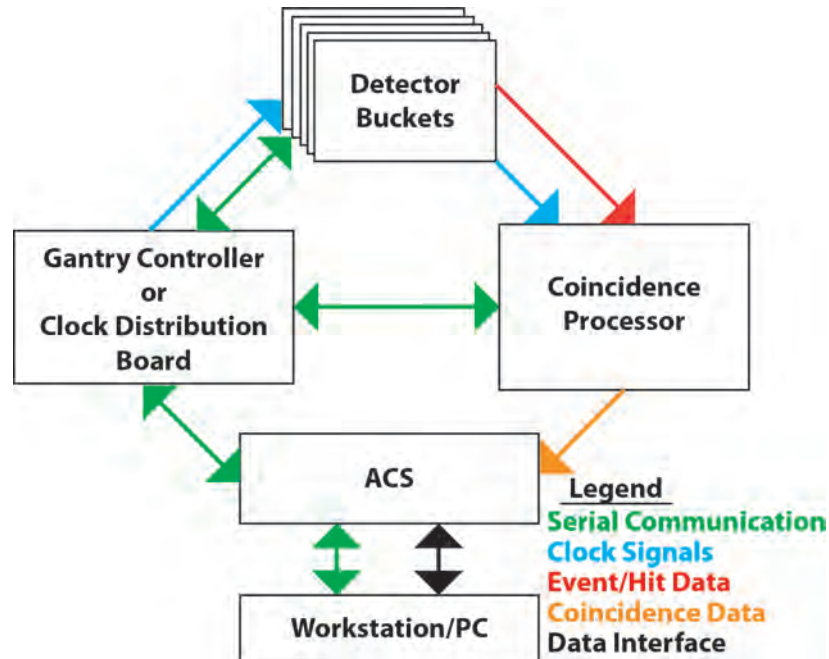 Detector
Buckets
Gantry Controller
or
Clock Distribution
Board
Coincidence
Processor
ACS
Workstation/PC
Legend
Serial Communication
Clock Signals
Event/Hit Data
Coincidence Data
Data Interface